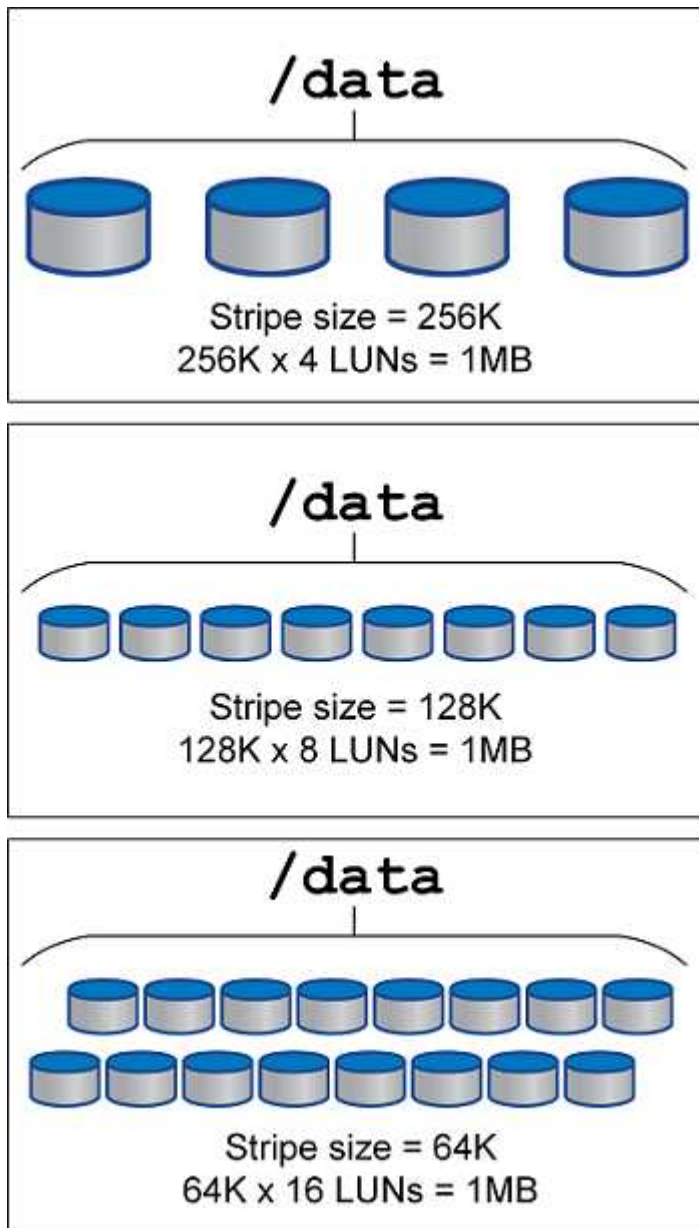 /data
Stripe size = 256K
256K x 4 LUNs = 1MB
/data
Stripe size = 128K
128K x 8 LUNs = 1MB
/data
Stripe size = 64K
64K x 16 LUNs = 1MB